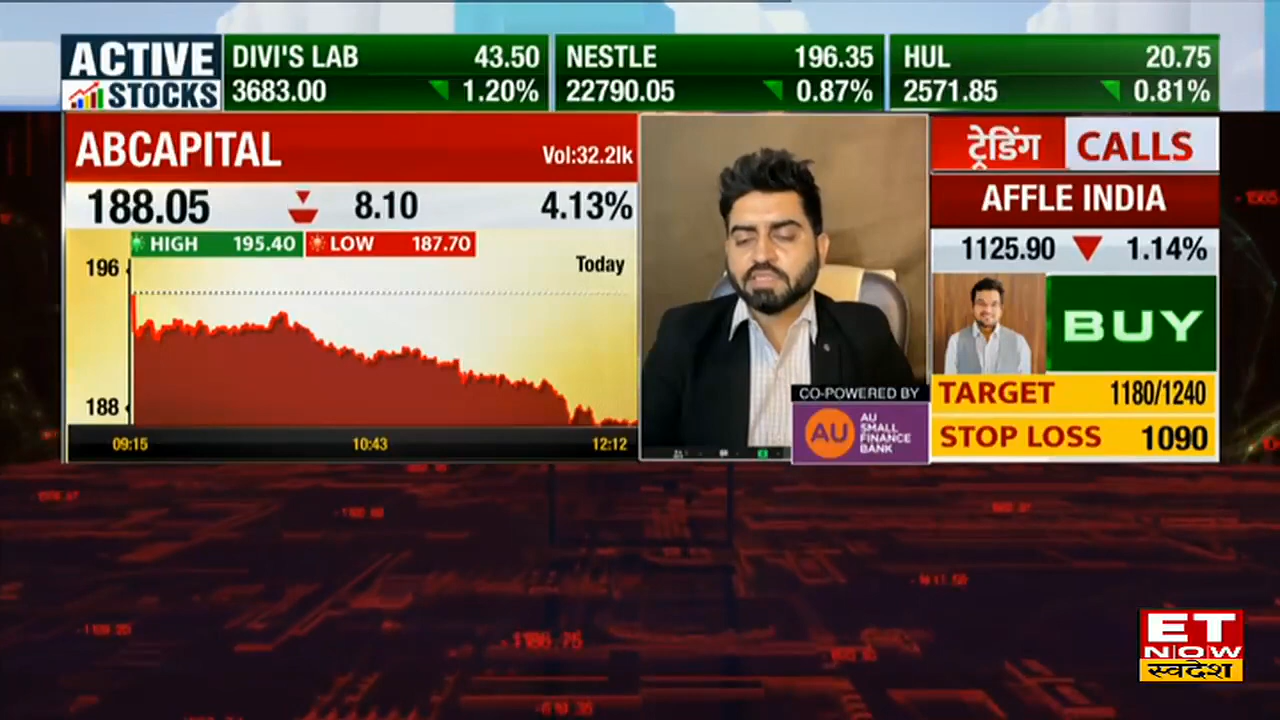 ACTIVE
STOCKS
DIVI'S LAB 43.50
3683.00 1.20%
NESTLE 196.35
22790.05 0.87%
HUL 20.75
2571.85 0.81%
ABCAPITAL Vol:32.2lk
188.05 8.10 4.13%
HIGH 195.40 LOW 187.70
Today
196
188
09:15 10:43 12:12
CO-POWERED BY
AU
AU
SMALL
FINANCE
BANK
ट्रेडिंग CALLS
AFFLE INDIA
1125.90 1.14%
BUY
TARGET 1180/1240
STOP LOSS 1090
ET
NOW
स्वदेश